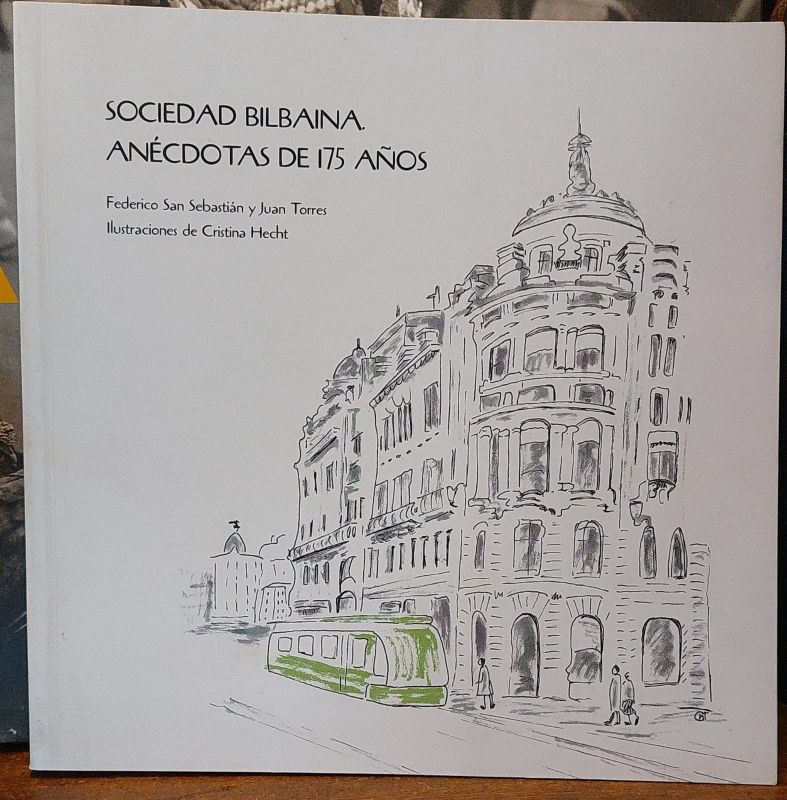 SOCIEDAD BILBAINA.
ANÉCDOTAS DE 175 AÑOS
Federico San Sebastián y Juan Torres
Ilustraciones de Cristina Hecht